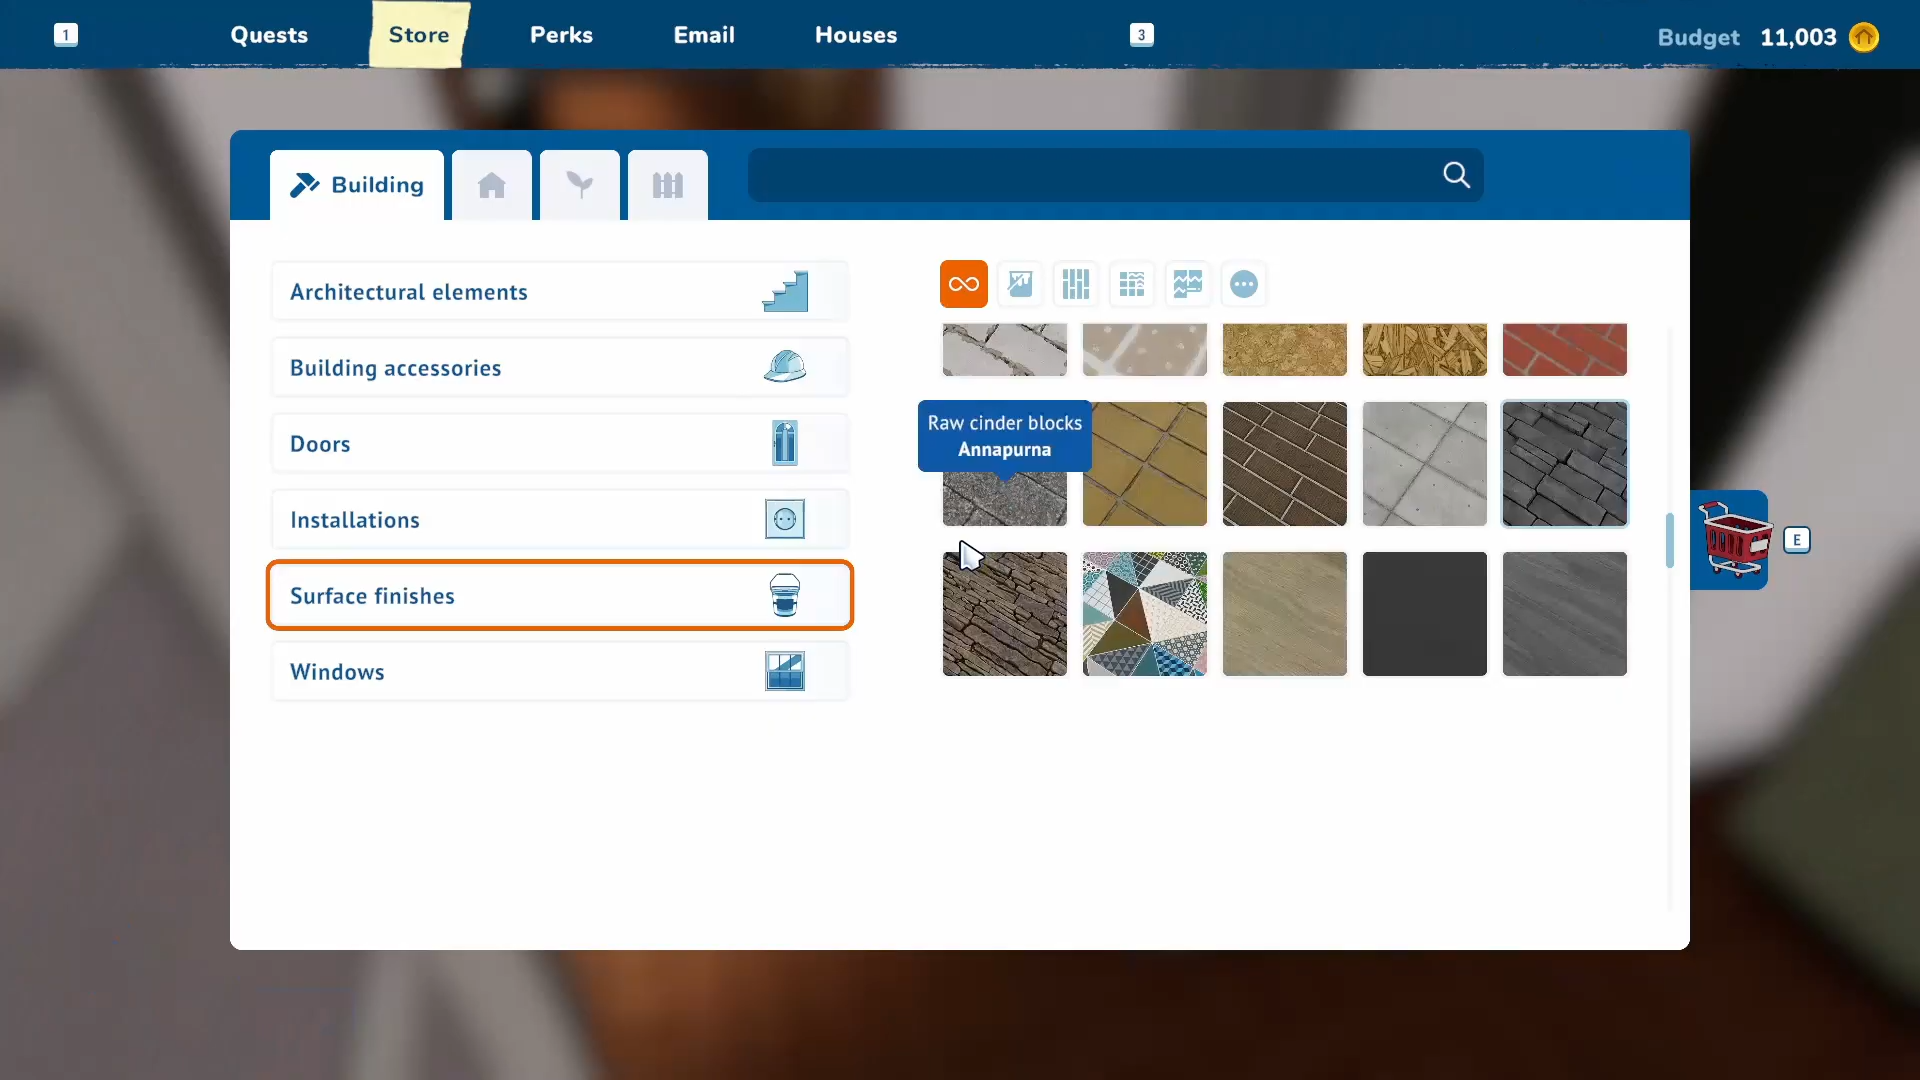 1
Quests
Store
Perks
Email
Houses
3
Budget 11,003
Building
Architectural elements
Building accessories
Doors
Installations
Surface finishes
Windows
Raw cinder blocks
Annapurna
E